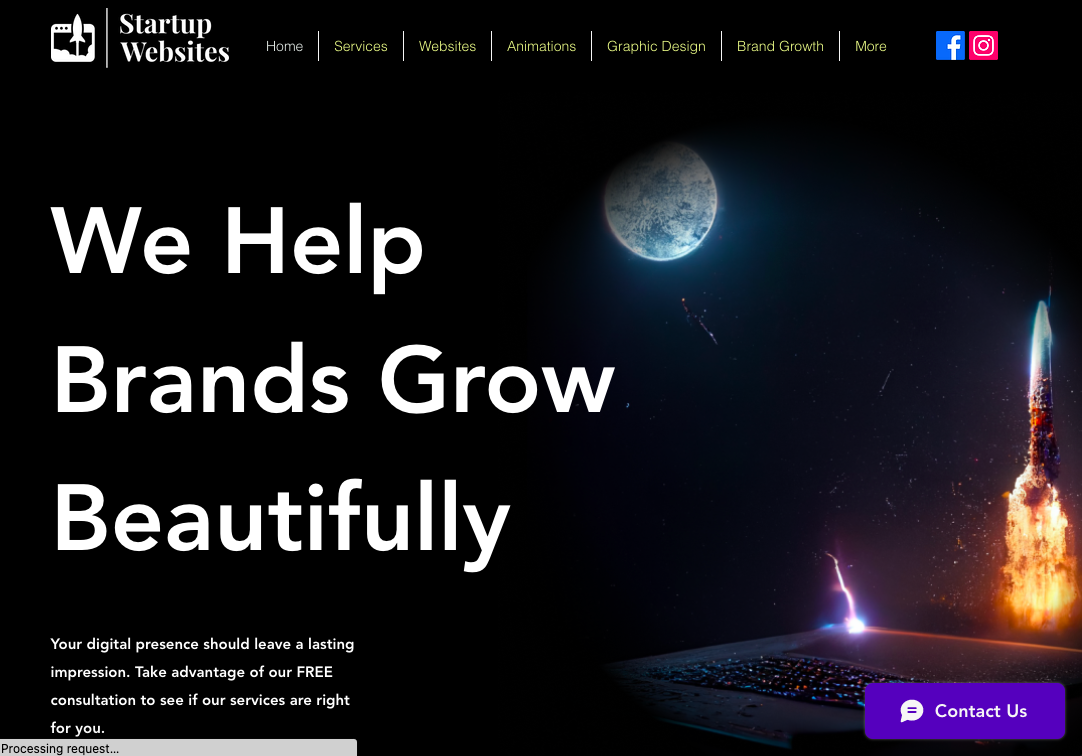 Startup
Websites
Home
Services
Websites
Animations
Graphic Design
Brand Growth
More
We Help
Brands Grow
Beautifully
Your digital presence should leave a lasting
impression. Take advantage of our FREE
consultation to see if our services are right
for you.
Contact Us
Processing request...